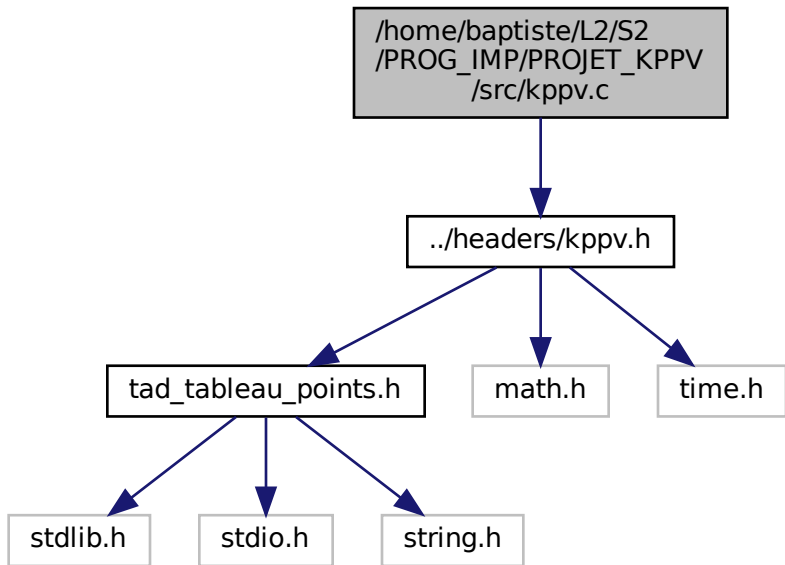 /home/baptiste/L2/S2
/PROG_IMP/PROJET_KPPV
/src/kppv.c
../headers/kppv.h
tad_tableau_points.h
math.h
time.h
stdlib.h
stdio.h
string.h